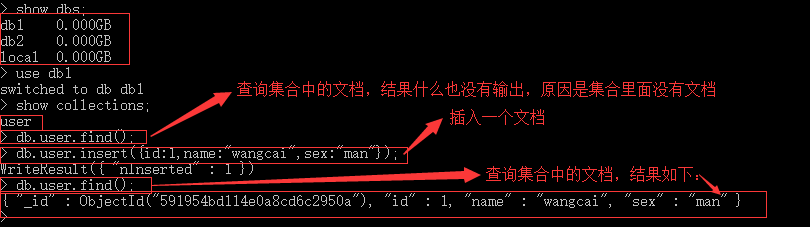 > show dbs;
db1 0.000GB
db2 0.000GB
local 0.000GB
> use db1
switched to db db1
> show collections;
user
> db.user.find();
查询集合中的文档，结果什么也没有输出，原因是集合里面没有文档
插入一个文档
> db.user.insert({id:1,name:"wangcai",sex:"man"});
WriteResult({ "nInserted" : 1 })
> db.user.find();
查询集合中的文档，结果如下：
{ "_id" : ObjectId("591954bd114e0a8cd6c2950a"), "id" : 1, "name" : "wangcai", "sex" : "man" }
>